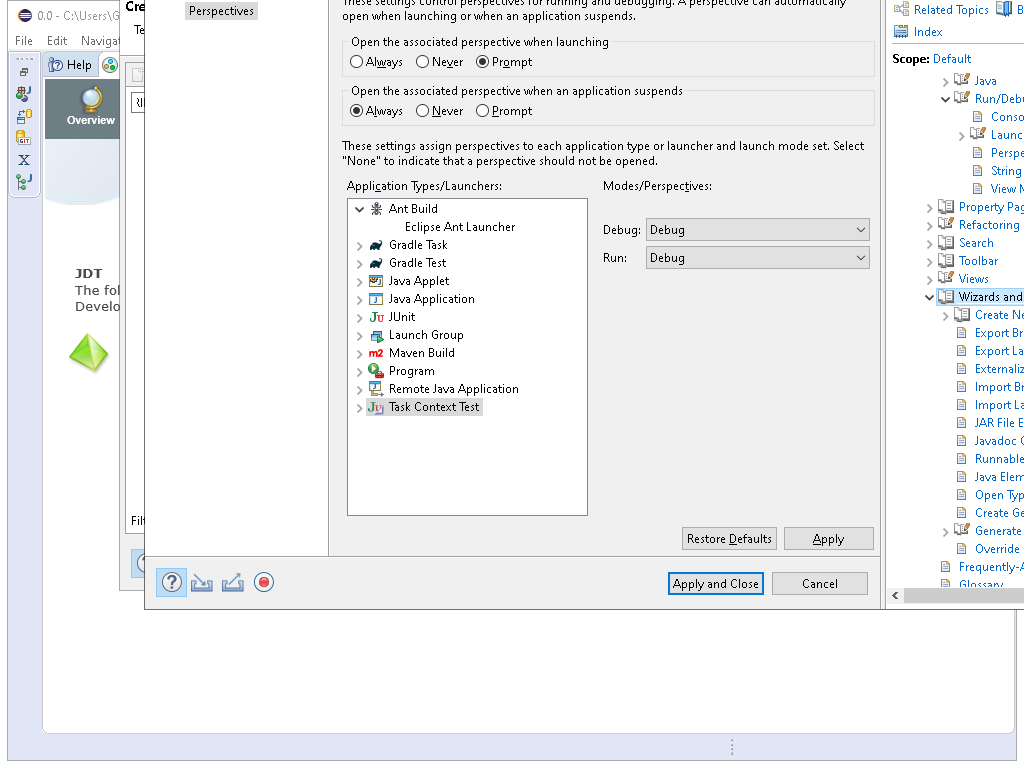 0.0 - C:\Users\G
File
Edit
Naviga
Help
Overview
JDT
The fo
Develo
Cre
Te
Filt
Perspectives
These settings control perspectives for running and debugging. A perspective can automatically
open when launching or when an application suspends.
Open the associated perspective when launching
Always
Never
Prompt
Open the associated perspective when an application suspends
Always
Never
Prompt
These settings assign perspectives to each application type or launcher and launch mode set. Select
"None" to indicate that a perspective should not be opened.
Application Types/Launchers:
Modes/Perspectives:
Ant Build
Eclipse Ant Launcher
Gradle Task
Gradle Test
Java Applet
Java Application
JUnit
Launch Group
Maven Build
Program
Remote Java Application
Task Context Test
Debug:
Debug
Run:
Debug
Restore Defaults
Apply
Apply and Close
Cancel
Related Topics
B
Index
Scope: Default
Java
Run/Debu
Conso
Launc
Perspe
String
View M
Property Pag
Refactoring
Search
Toolbar
Views
Wizards and
Create Ne
Export Br
Export La
Externaliz
Import Br
Import La
JAR File E
Javadoc G
Runnable
Java Elem
Open Typ
Create Ge
Generate
Override
Frequently-A
Glossary